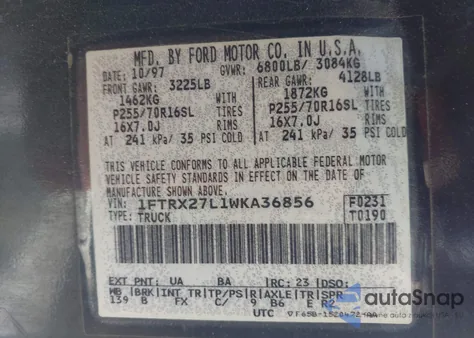 MFD. BY FORD MOTOR CO. IN U.S.A.
DATE: 10/97 GVWR: 6800LB/ 3084KG
FRONT GAWR: 3225LB REAR GAWR: 4128LB
1462KG WITH 1872KG WITH
P255/70R16SL TIRES P255/70R16SL TIRES
16X7.0J RIMS 16X7.0J RIMS
AT 241 kPa/ 35 PSI COLD AT 241 kPa/ 35 PSI COLD
THIS VEHICLE CONFORMS TO ALL APPLICABLE FEDERAL MOTOR
VEHICLE SAFETY STANDARDS IN EFFECT ON THE DATE OF
MANUFACTURE SHOWN ABOVE.
VIN: 1FTRX27L1WKA36856 F0231
TYPE: TRUCK T0190
EXT PNT: UA BA RC: 23 DSO:
WB BRK INT TR TP/PS R AXLE TR SPR
139 B FX C/ 9 B6 E R2
UTC
autoSnap